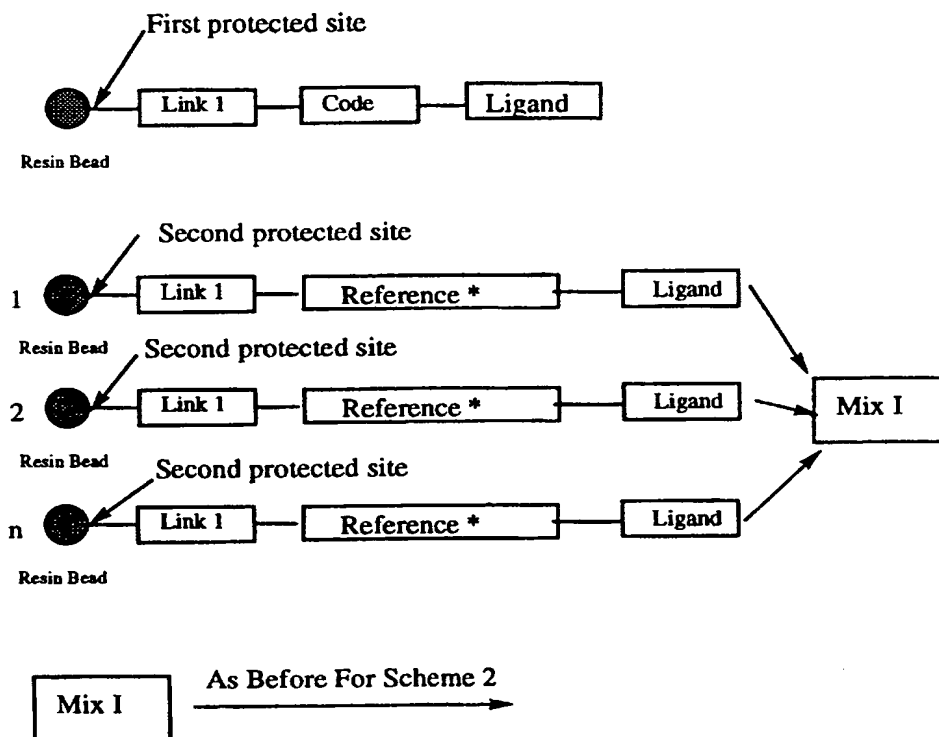 First protected site
Link 1
Code
Ligand
Resin Bead
Second protected site
1
Link 1
Reference *
Ligand
Resin Bead
Second protected site
2
Link 1
Reference *
Ligand
Mix I
Resin Bead
Second protected site
n
Link 1
Reference *
Ligand
Resin Bead
Mix I
As Before For Scheme 2